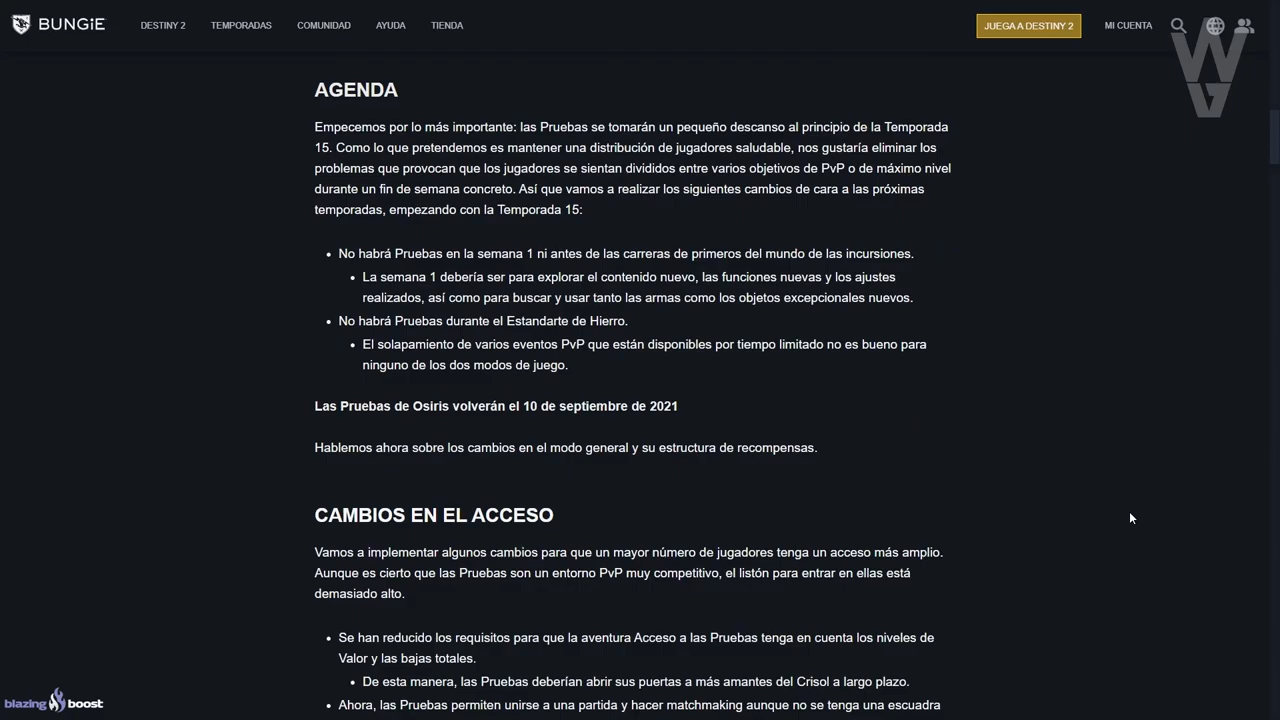 BUNGiE
DESTINY 2
TEMPORADAS
COMUNIDAD
AYUDA
TIENDA
JUEGA A DESTINY 2
MI CUENTA
AGENDA
Empecemos por lo más importante: las Pruebas se tomarán un pequeño descanso al principio de la Temporada
15. Como lo que pretendemos es mantener una distribución de jugadores saludable, nos gustaría eliminar los
problemas que provocan que los jugadores se sientan divididos entre varios objetivos de PvP o de máximo nivel
durante un fin de semana concreto. Así que vamos a realizar los siguientes cambios de cara a las próximas
temporadas, empezando con la Temporada 15:
• No habrá Pruebas en la semana 1 ni antes de las carreras de primeros del mundo de las incursiones.
• La semana 1 debería ser para explorar el contenido nuevo, las funciones nuevas y los ajustes
realizados, así como para buscar y usar tanto las armas como los objetos excepcionales nuevos.
• No habrá Pruebas durante el Estandarte de Hierro.
• El solapamiento de varios eventos PvP que están disponibles por tiempo limitado no es bueno para
ninguno de los dos modos de juego.
Las Pruebas de Osiris volverán el 10 de septiembre de 2021
Hablemos ahora sobre los cambios en el modo general y su estructura de recompensas.
CAMBIOS EN EL ACCESO
Vamos a implementar algunos cambios para que un mayor número de jugadores tenga un acceso más amplio.
Aunque es cierto que las Pruebas son un entorno PvP muy competitivo, el listón para entrar en ellas está
demasiado alto.
• Se han reducido los requisitos para que la aventura Acceso a las Pruebas tenga en cuenta los niveles de
Valor y las bajas totales.
• De esta manera, las Pruebas deberían abrir sus puertas a más amantes del Crisol a largo plazo.
• Ahora, las Pruebas permiten unirse a una partida y hacer matchmaking aunque no se tenga una escuadra
blazing boost